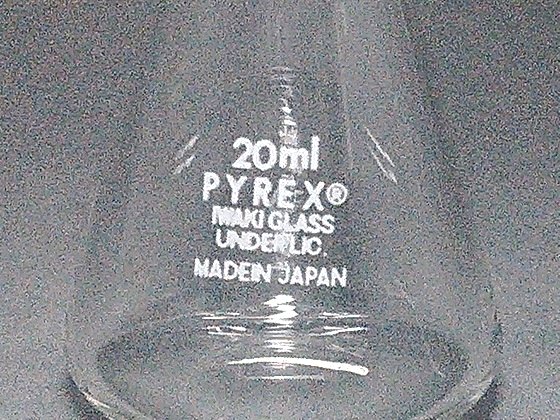 20ml
PYREX®
IWAKI GLASS
UNDER LIC.
MADE IN JAPAN